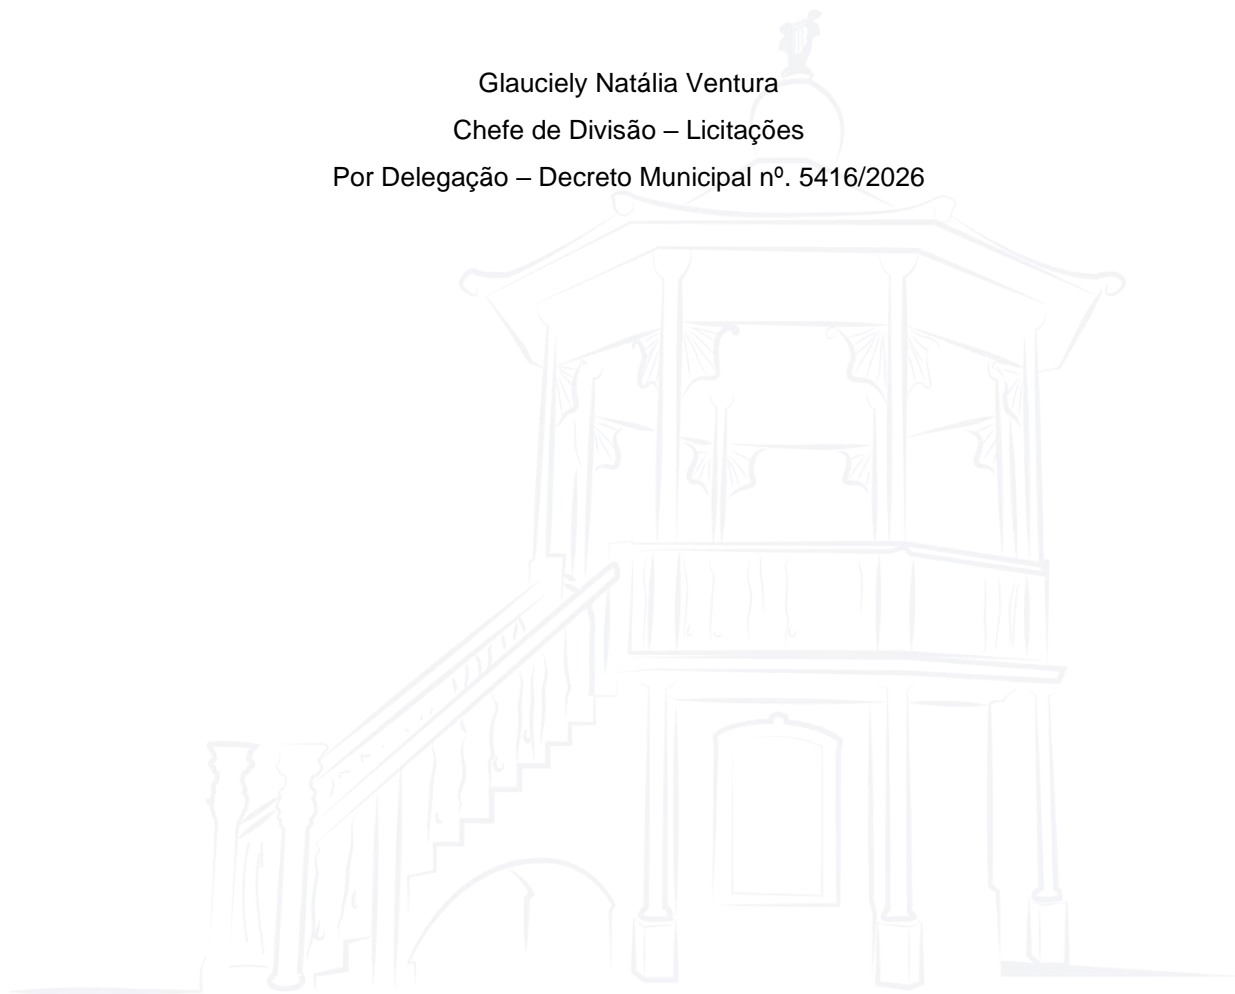 Glauciely Natália Ventura
Chefe de Divisão – Licitações
Por Delegação – Decreto Municipal nº. 5416/2026